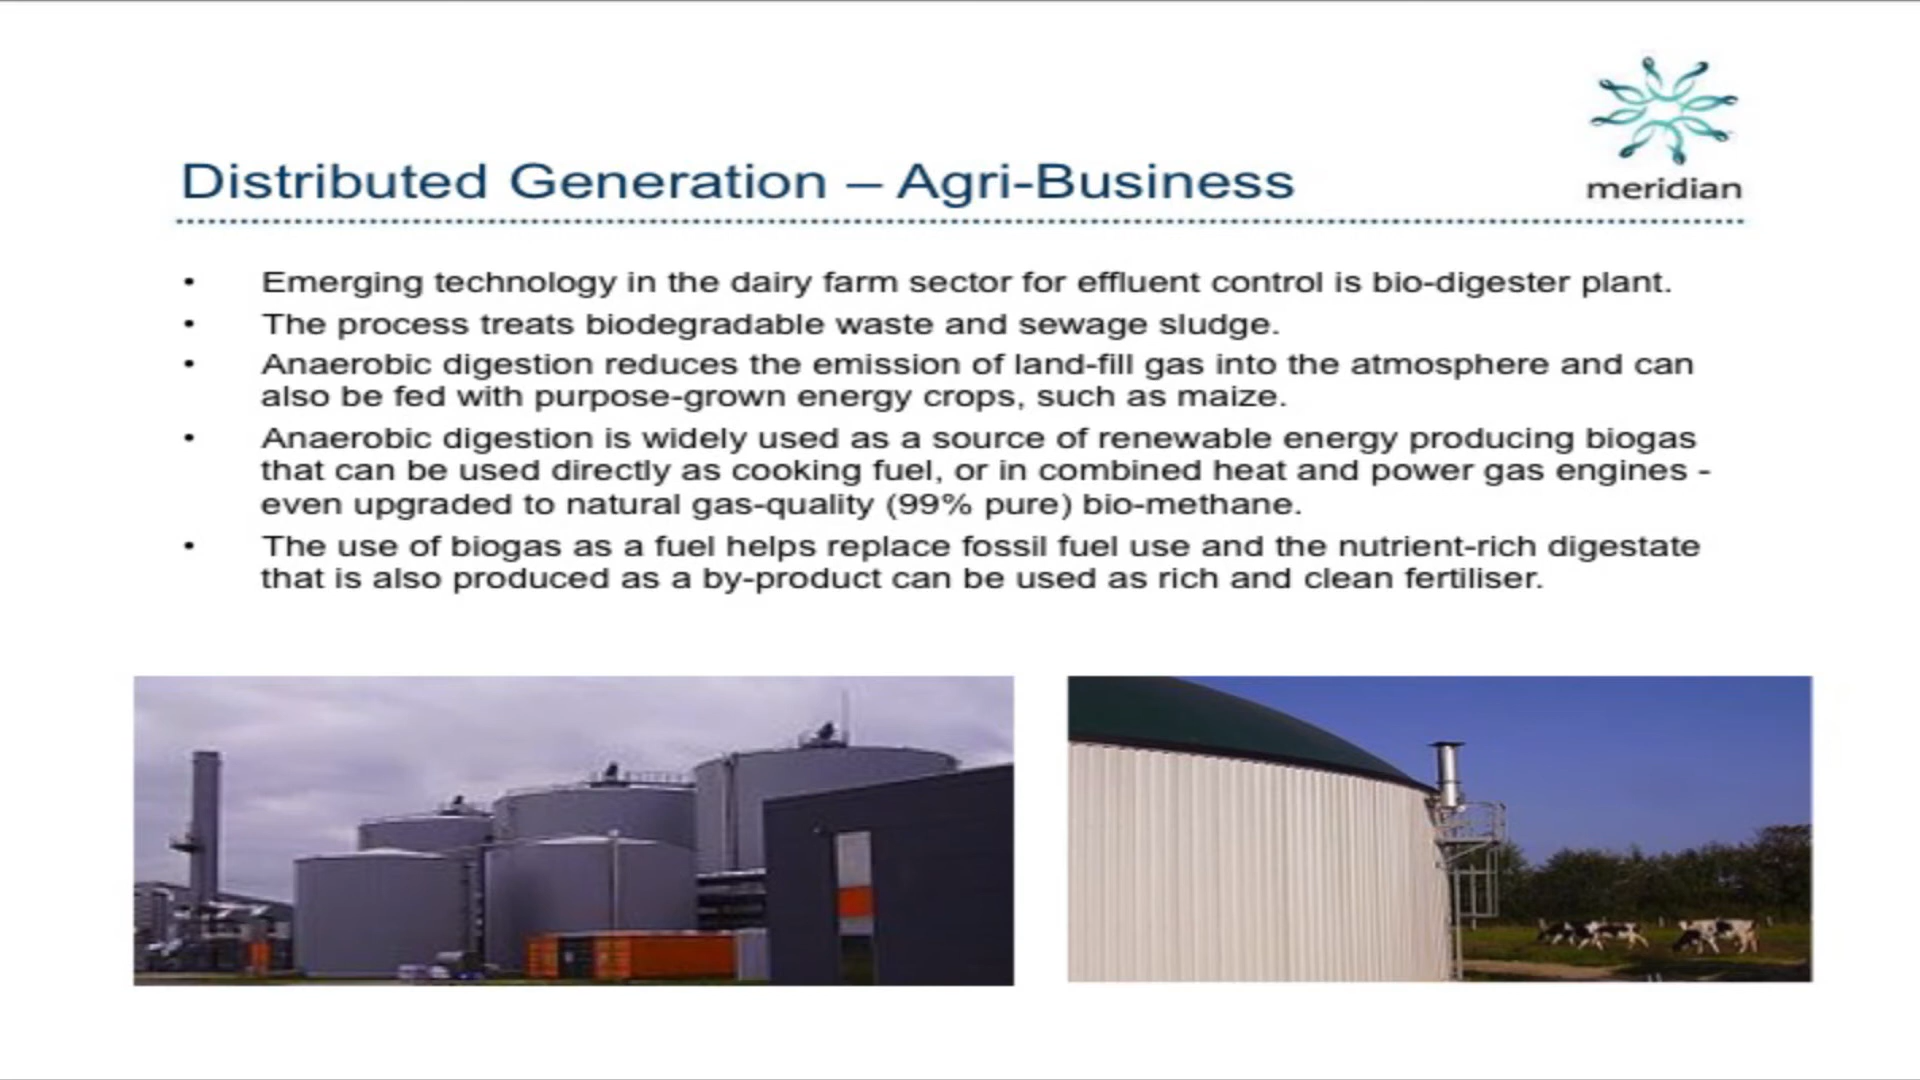 meridian
Distributed Generation – Agri-Business
• Emerging technology in the dairy farm sector for effluent control is bio-digester plant.
• The process treats biodegradable waste and sewage sludge.
• Anaerobic digestion reduces the emission of land-fill gas into the atmosphere and can
also be fed with purpose-grown energy crops, such as maize.
• Anaerobic digestion is widely used as a source of renewable energy producing biogas
that can be used directly as cooking fuel, or in combined heat and power gas engines -
even upgraded to natural gas-quality (99% pure) bio-methane.
• The use of biogas as a fuel helps replace fossil fuel use and the nutrient-rich digestate
that is also produced as a by-product can be used as rich and clean fertiliser.